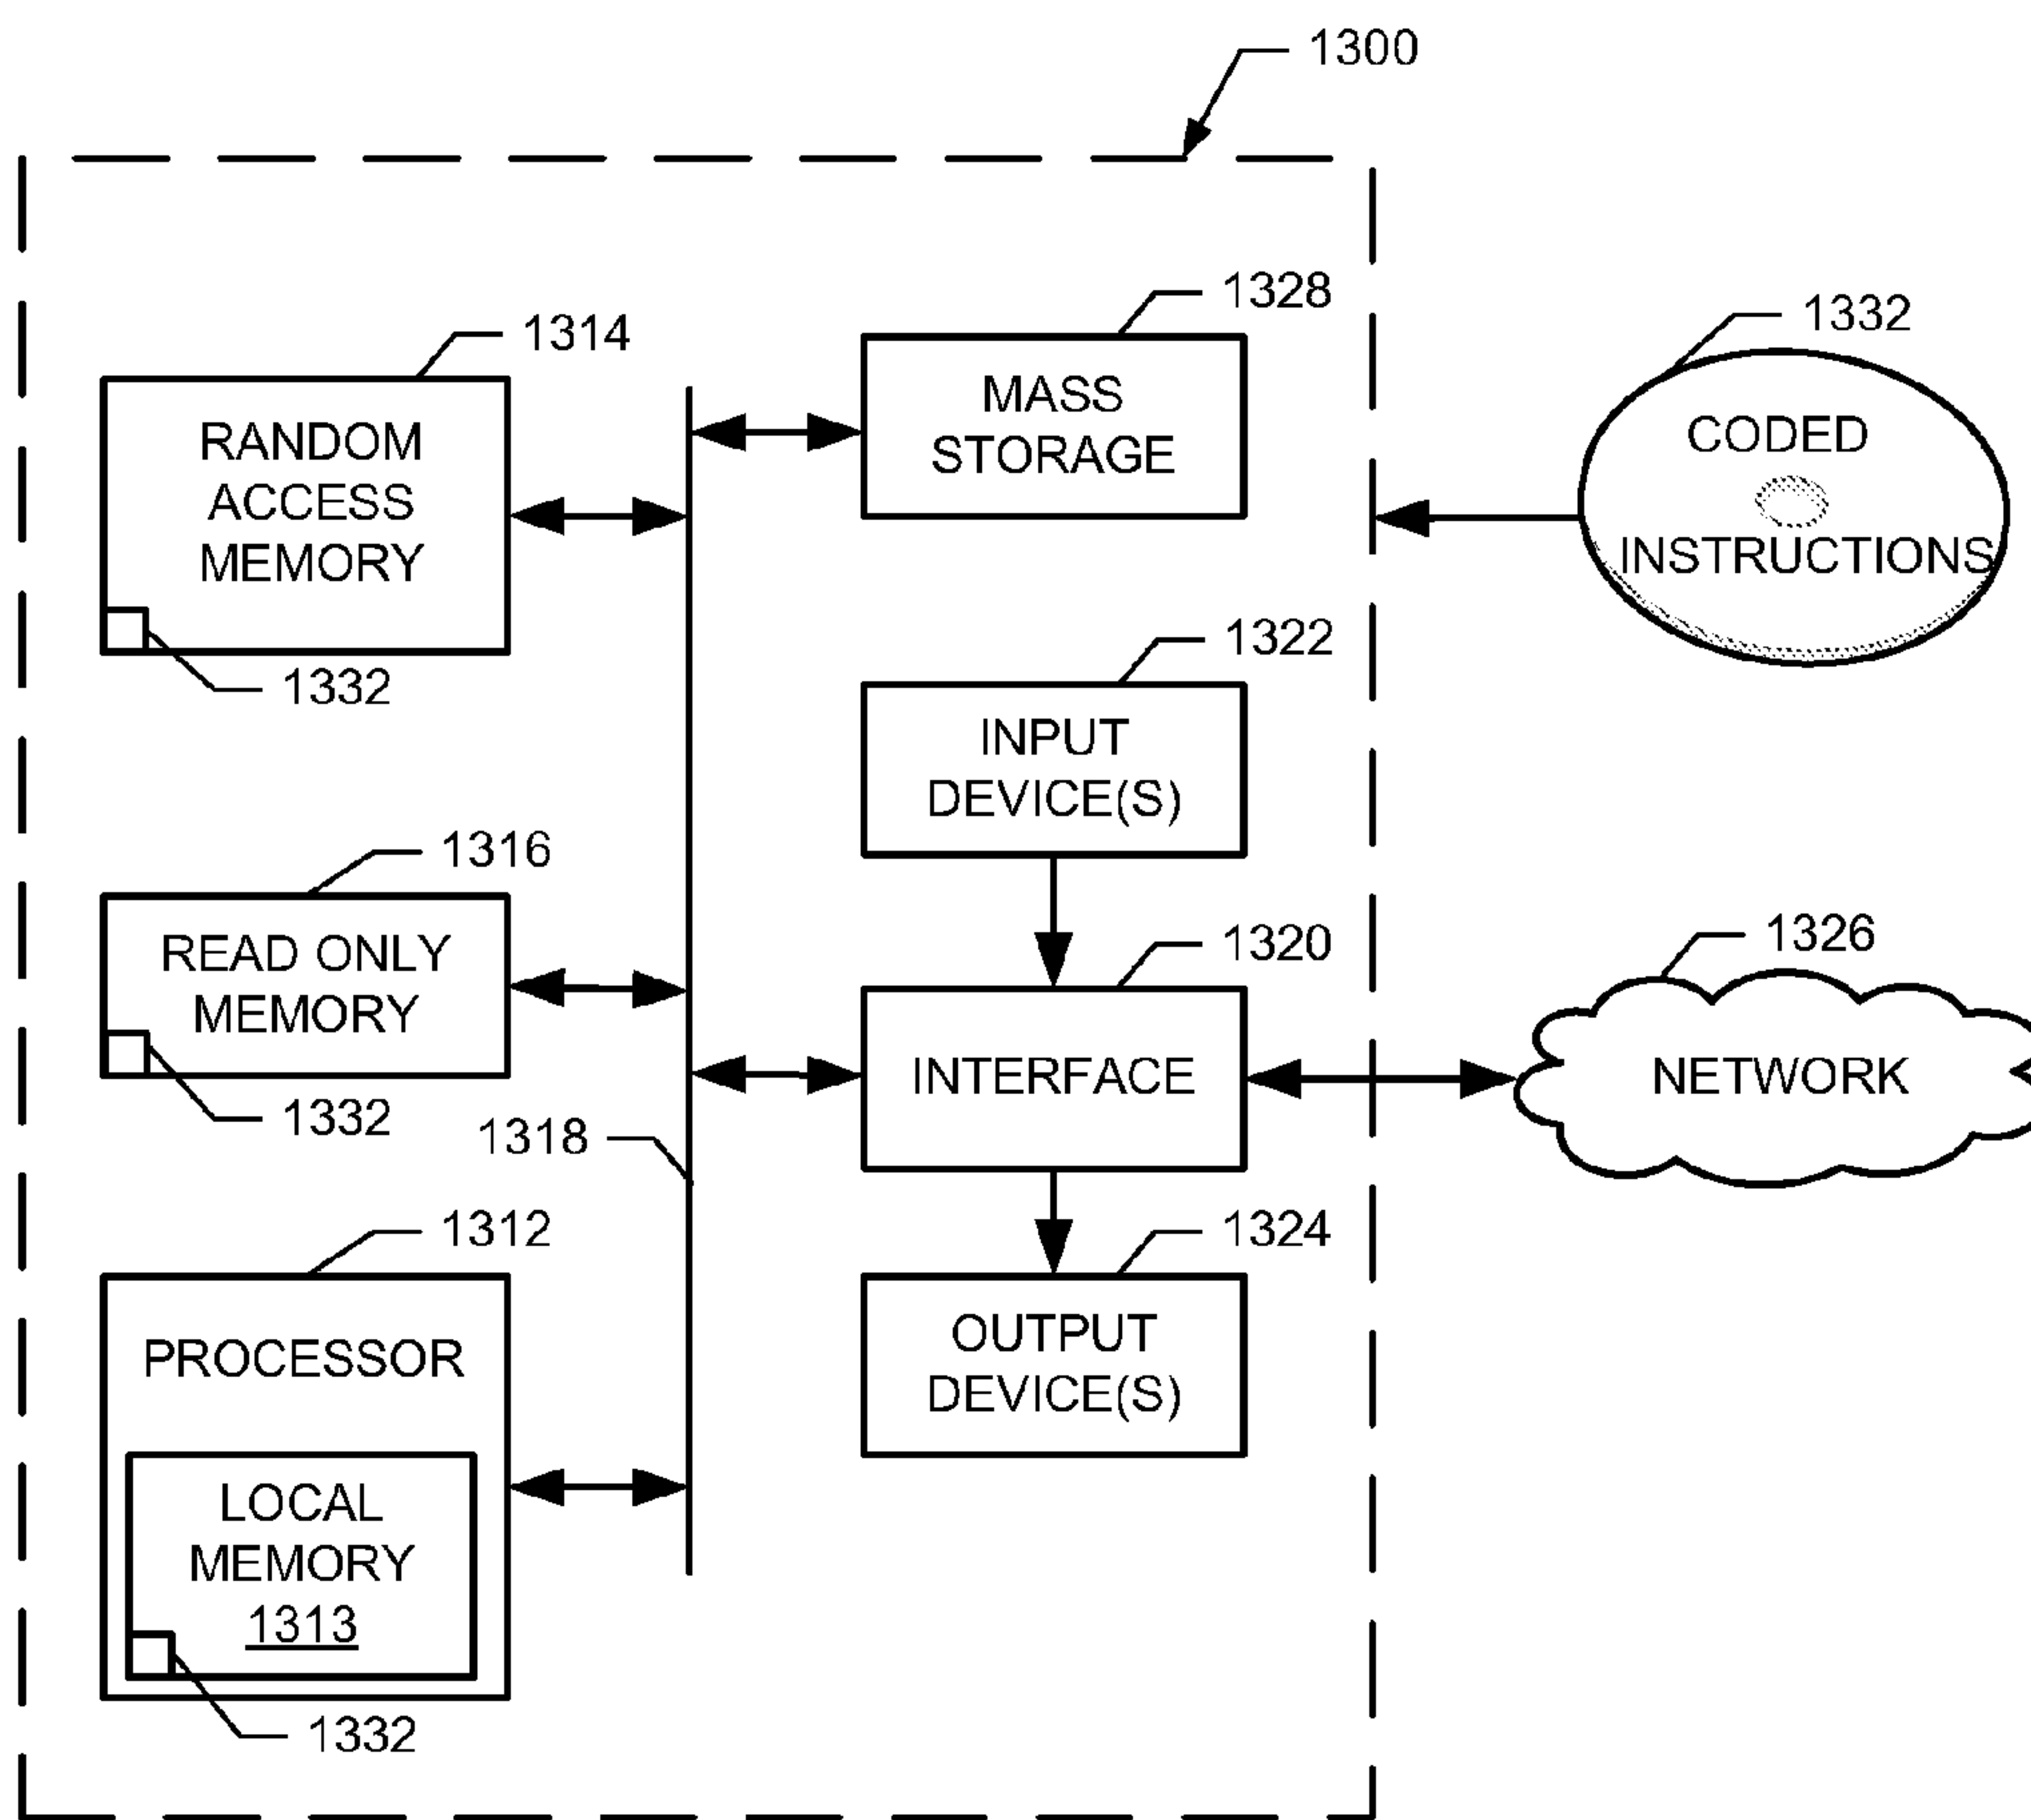 1300
1328
1314
1332
MASS
STORAGE
RANDOM
ACCESS
MEMORY
CODED
INSTRUCTIONS
1322
1332
INPUT
DEVICE(S)
1316
1320
1326
READ ONLY
MEMORY
INTERFACE
NETWORK
1332
1318
1312
1324
PROCESSOR
OUTPUT
DEVICE(S)
LOCAL
MEMORY
1313
1332